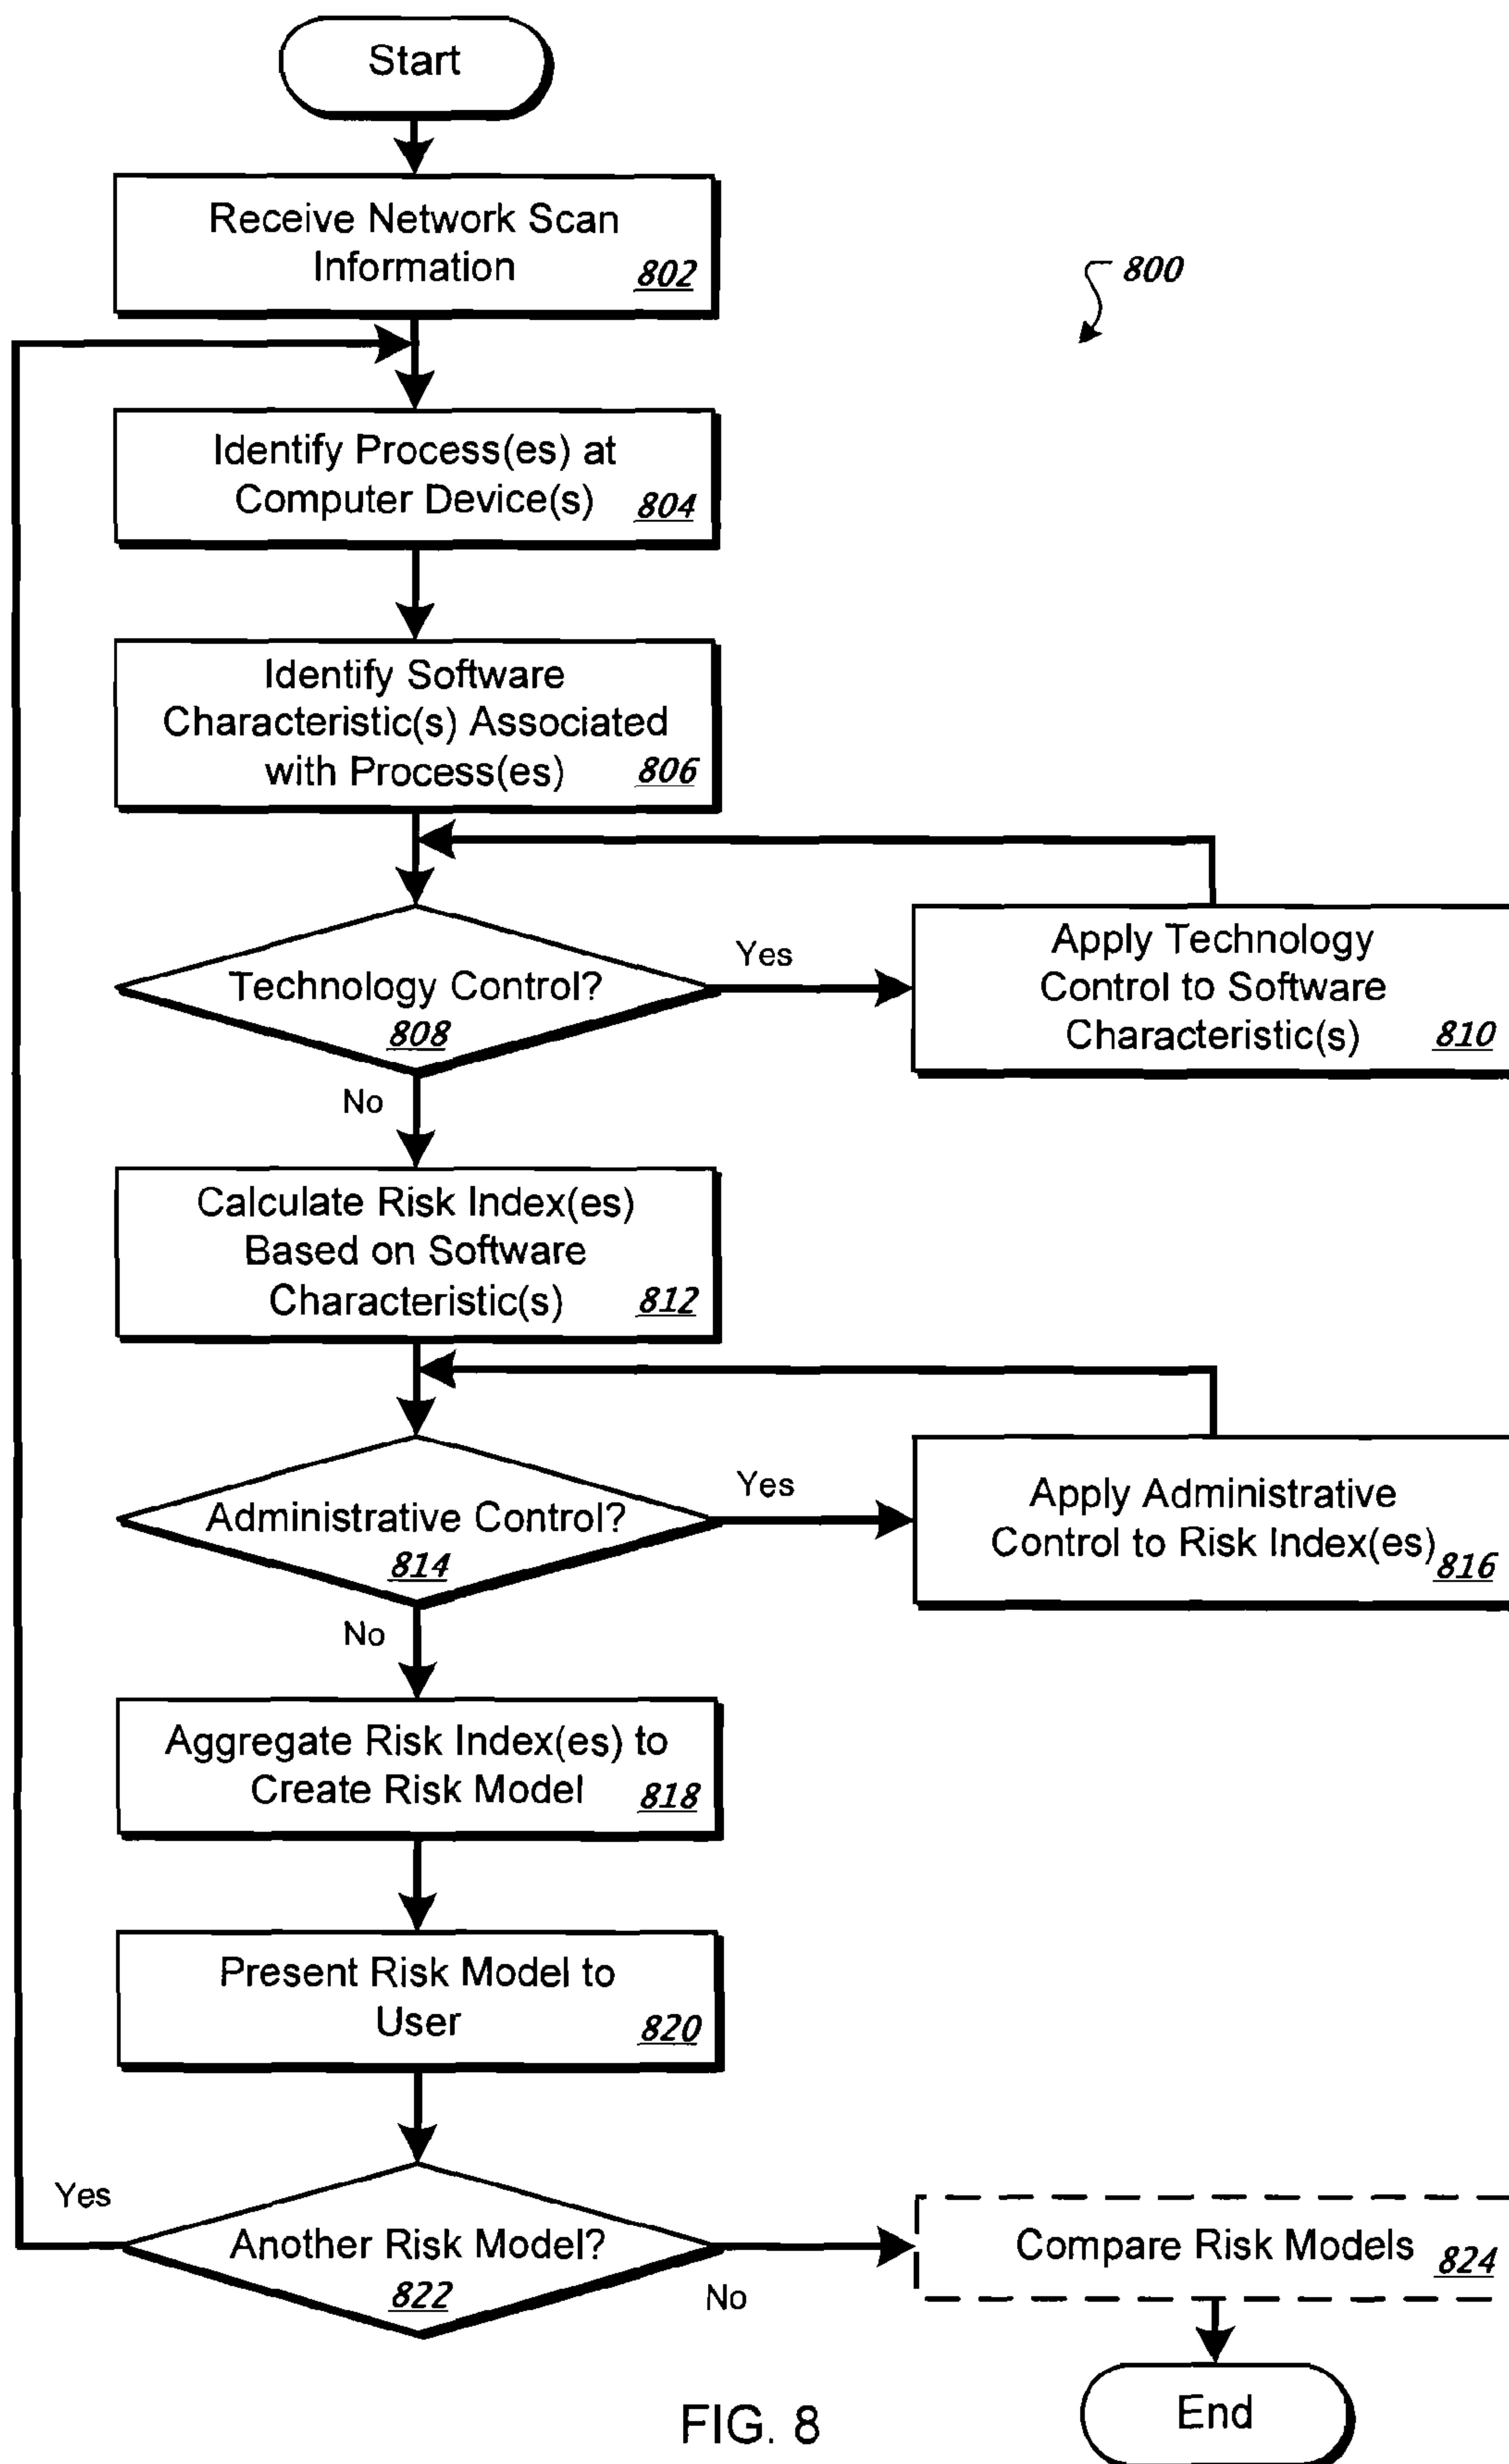 Start
Receive Network Scan
Information 802
800
Identify Process(es) at
Computer Device(s) 804
Identify Software
Characteristic(s) Associated
with Process(es) 806
Technology Control?
808
Yes
Apply Technology
Control to Software
Characteristic(s) 810
No
Calculate Risk Index(es)
Based on Software
Characteristic(s) 812
Administrative Control?
814
Yes
Apply Administrative
Control to Risk Index(es) 816
No
Aggregate Risk Index(es) to
Create Risk Model 818
Present Risk Model to
User 820
Yes
Another Risk Model?
822
No
Compare Risk Models 824
End
FIG. 8